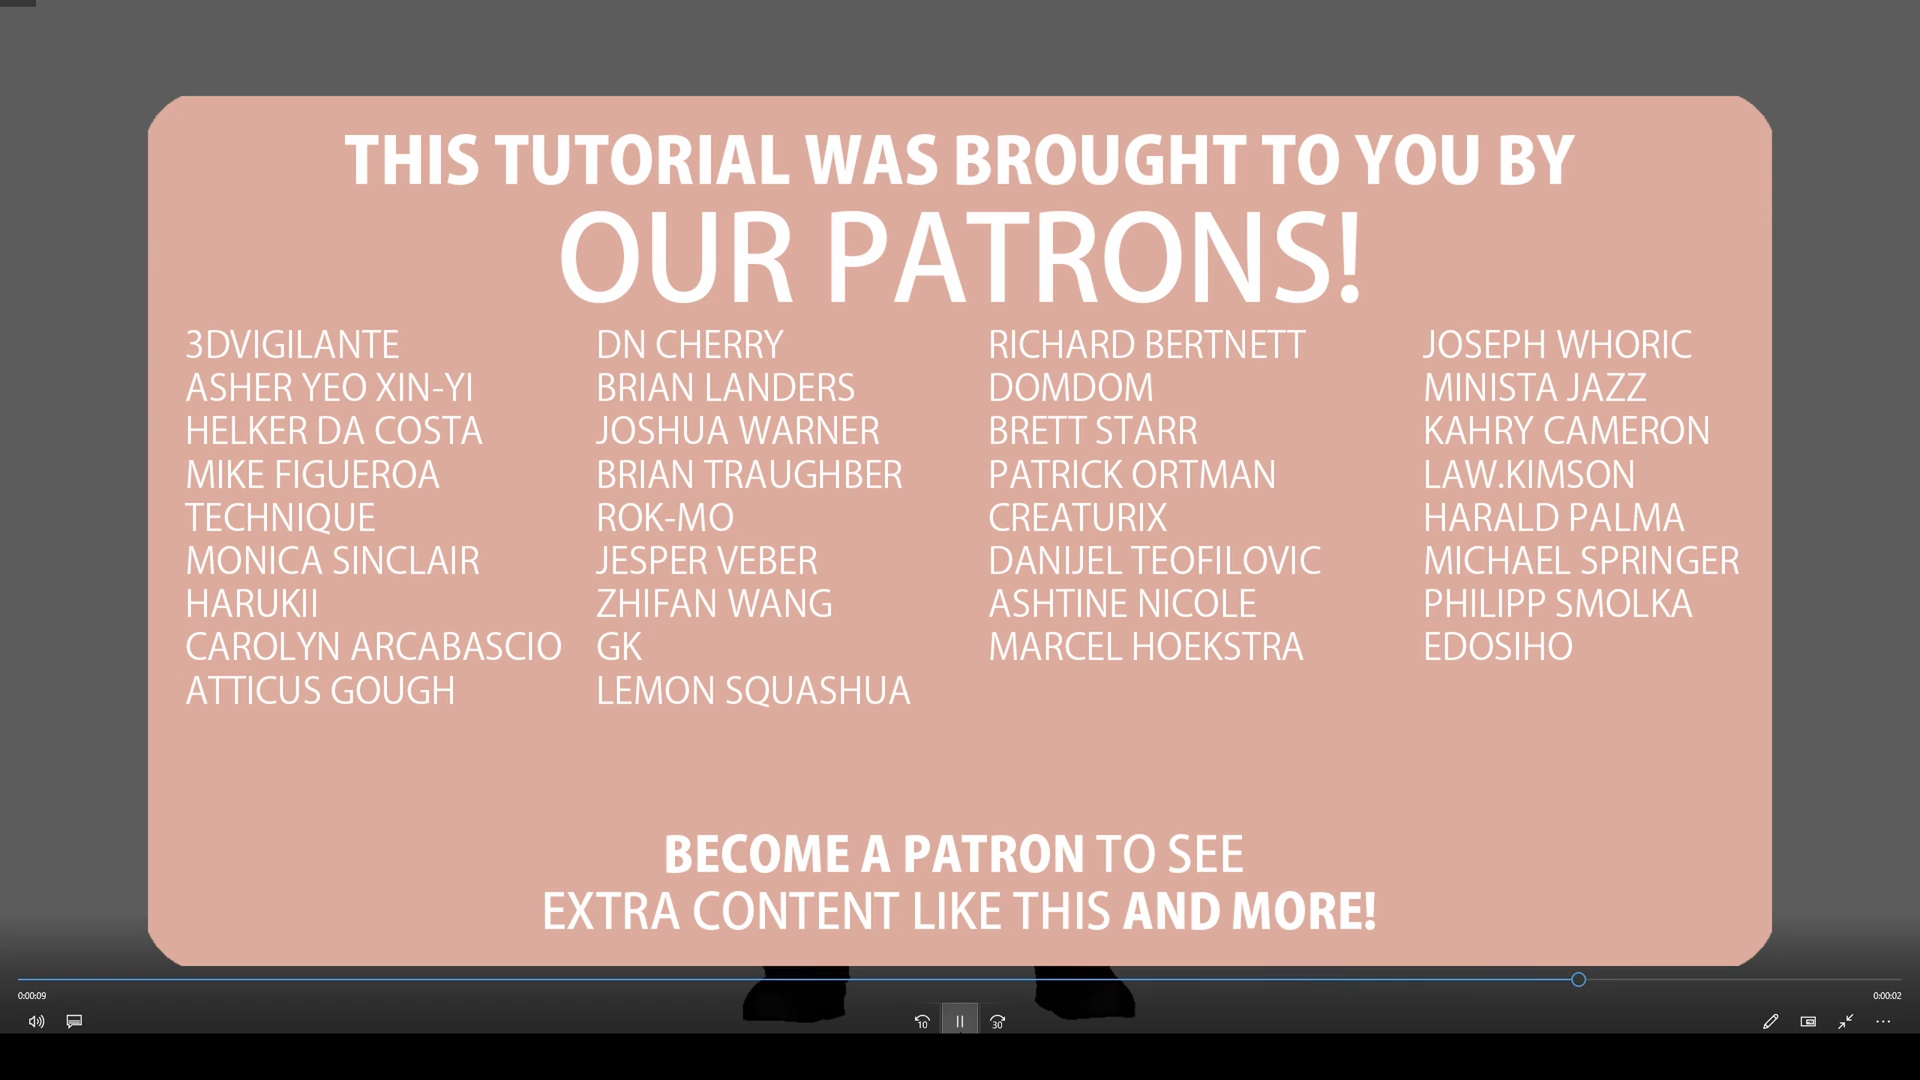 THIS TUTORIAL WAS BROUGHT TO YOU BY
OUR PATRONS!
3DVIGILANTE
ASHER YEO XIN-YI
HELKER DA COSTA
MIKE FIGUEROA
TECHNIQUE
MONICA SINCLAIR
HARUKII
CAROLYN ARCABASCIO
ATTICUS GOUGH
DN CHERRY
BRIAN LANDERS
JOSHUA WARNER
BRIAN TRAUGHBER
ROK-MO
JESPER VEBER
ZHIFAN WANG
GK
LEMON SQUASHUA
RICHARD BERTNETT
DOMDOM
BRETT STARR
PATRICK ORTMAN
CREATURIX
DANIJEL TEOFILOVIC
ASHTINE NICOLE
MARCEL HOEKSTRA
JOSEPH WHORIC
MINISTA JAZZ
KAHRY CAMERON
LAW.KIMSON
HARALD PALMA
MICHAEL SPRINGER
PHILIPP SMOLKA
EDOSIHO
BECOME A PATRON TO SEE
EXTRA CONTENT LIKE THIS AND MORE!
0:00:09
0:00:02
10
30